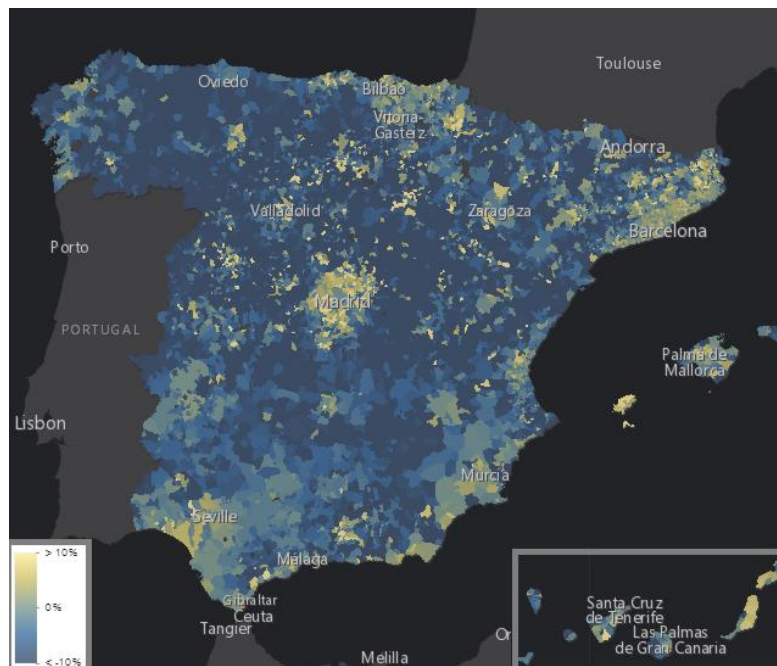 Toulouse
Oviedo
Bilbao
Vitoria-
Gasteiz
Andorra
Valladolid
Zaragoza
Barcelona
Porto
Madrid
PORTUGAL
Palma de
Mallorca
Lisbon
Murcia
Seville
Málaga
Gibraltar
Ceuta
Tangier
Melilla
Or
> 10%
0%
< -10%
Santa Cruz
de Tenerife
Las Palmas
de Gran Canaria